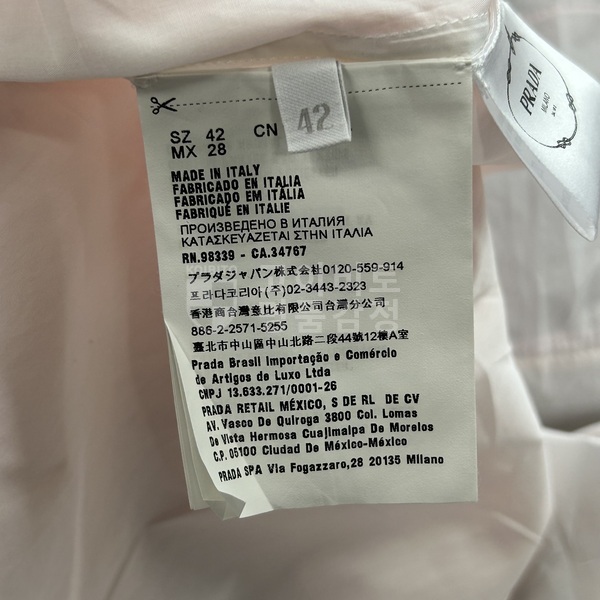 PRADA
MILANO
42
SZ 42 CN
MX 28
MADE IN ITALY
FABRICADO EN ITALIA
FABRICADO EM ITÁLIA
FABRIQUÉ EN ITALIE
ПРОИЗВЕДЕНО В ИТАЛИЯ
ΚΑΤΑΣΚΕΥΑΖΕΤΑΙ ΣΤΗΝ ΙΤΑΛΙΑ
RN.98339 - CA.34767
プラダジャパン株式会社0120-559-914
프라다코리아(주)02-3443-2323
香港商台灣意比有限公司台灣分公司
886-2-2571-5255
臺北市中山區中山北路二段44號12樓A室
Prada Brasil Importação e Comércio
de Artigos de Luxo Ltda
CNPJ 13.633.271/0001-26
PRADA RETAIL MÉXICO, S DE RL DE CV
AV. Vasco De Quiroga 3800 Col. Lomas
De Vista Hermosa Cuajimalpa De Morelos
C.P. 05100 Ciudad De México-México
PRADA SPA Via Fogazzaro,28 20135 Milano